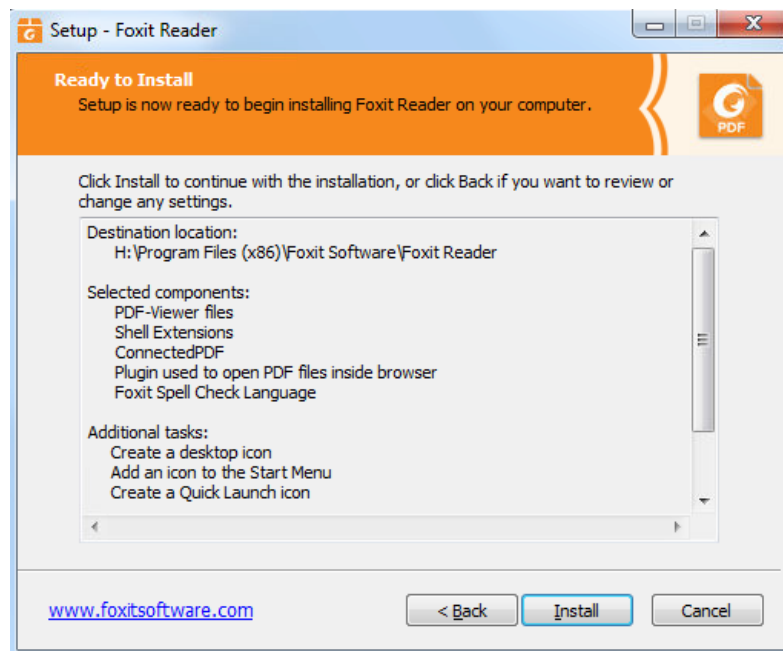 Setup - Foxit Reader
Ready to Install
Setup is now ready to begin installing Foxit Reader on your computer.
PDF
Click Install to continue with the installation, or click Back if you want to review or
change any settings.
Destination location:
H:\Program Files (x86)\Foxit Software\Foxit Reader
Selected components:
PDF-Viewer files
Shell Extensions
ConnectedPDF
Plugin used to open PDF files inside browser
Foxit Spell Check Language
Additional tasks:
Create a desktop icon
Add an icon to the Start Menu
Create a Quick Launch icon
www.foxitsoftware.com
< Back
Install
Cancel